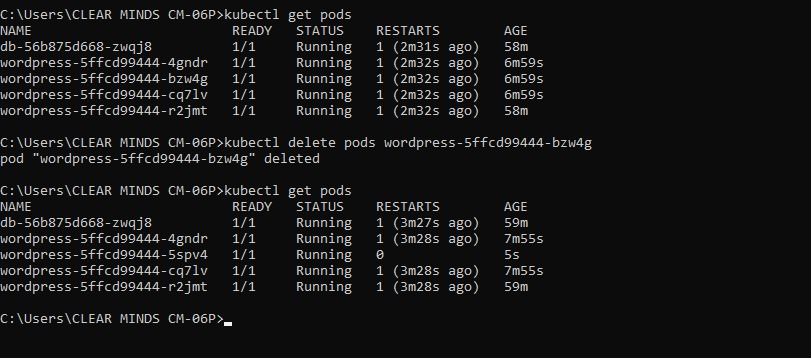 C:\Users\CLEAR MINDS CM-06P>kubectl get pods
NAME                         READY   STATUS    RESTARTS        AGE
db-56b875d668-zwqj8          1/1     Running   1 (2m31s ago)   58m
wordpress-5ffcd99444-4gndr   1/1     Running   1 (2m32s ago)   6m59s
wordpress-5ffcd99444-bzw4g   1/1     Running   1 (2m32s ago)   6m59s
wordpress-5ffcd99444-cq7lv   1/1     Running   1 (2m32s ago)   6m59s
wordpress-5ffcd99444-r2jmt   1/1     Running   1 (2m32s ago)   58m
C:\Users\CLEAR MINDS CM-06P>kubectl delete pods wordpress-5ffcd99444-bzw4g
pod "wordpress-5ffcd99444-bzw4g" deleted
C:\Users\CLEAR MINDS CM-06P>kubectl get pods
NAME                         READY   STATUS    RESTARTS        AGE
db-56b875d668-zwqj8          1/1     Running   1 (3m27s ago)   59m
wordpress-5ffcd99444-4gndr   1/1     Running   1 (3m28s ago)   7m55s
wordpress-5ffcd99444-5spv4   1/1     Running   0               5s
wordpress-5ffcd99444-cq7lv   1/1     Running   1 (3m28s ago)   7m55s
wordpress-5ffcd99444-r2jmt   1/1     Running   1 (3m28s ago)   59m
C:\Users\CLEAR MINDS CM-06P>